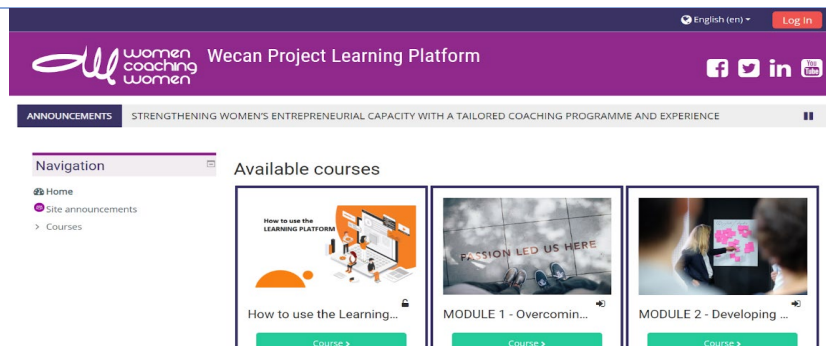 English (en)
Log In
women
coaching
women
Wecan Project Learning Platform
You
Tube
ANNOUNCEMENTS STRENGTHENING WOMEN'S ENTREPRENEURIAL CAPACITY WITH A TAILORED COACHING PROGRAMME AND EXPERIENCE
Navigation
Home
Site announcements
Courses
Available courses
How to use the
LEARNING PLATFORM
PASSION LED US HERE
How to use the Learning...
MODULE 1 - Overcomin...
MODULE 2 - Developing ...
Course >
Course >
Course >